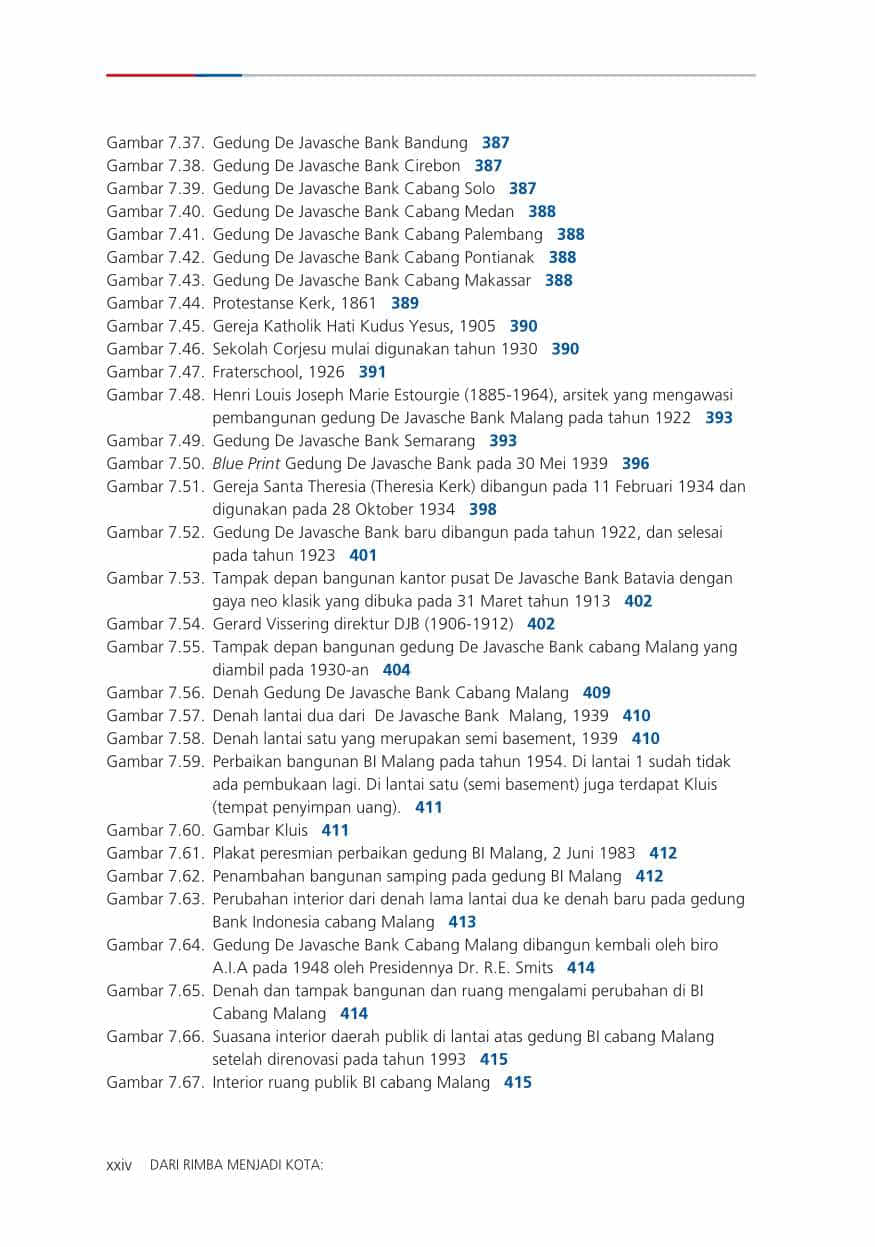 Gambar 7.37. Gedung De Javasche Bank Bandung 387
Gambar 7.38. Gedung De Javasche Bank Cirebon 387
Gambar 7.39. Gedung De Javasche Bank Cabang Solo 387
Gambar 7.40. Gedung De Javasche Bank Cabang Medan 388
Gambar 7.41. Gedung De Javasche Bank Cabang Palembang 388
Gambar 7.42. Gedung De Javasche Bank Cabang Pontianak 388
Gambar 7.43. Gedung De Javasche Bank Cabang Makassar 388
Gambar 7.44. Protestanse Kerk, 1861 389
Gambar 7.45. Gereja Katholik Hati Kudus Yesus, 1905 390
Gambar 7.46. Sekolah Corjesu mulai digunakan tahun 1930 390
Gambar 7.47. Fraterschool, 1926 391
Gambar 7.48. Henri Louis Joseph Marie Estourgie (1885-1964), arsitek yang mengawasi
pembangunan gedung De Javasche Bank Malang pada tahun 1922 393
Gambar 7.49. Gedung De Javasche Bank Semarang 393
Gambar 7.50. Blue Print Gedung De Javasche Bank pada 30 Mei 1939 396
Gambar 7.51. Gereja Santa Theresia (Theresia Kerk) dibangun pada 11 Februari 1934 dan
digunakan pada 28 Oktober 1934 398
Gambar 7.52. Gedung De Javasche Bank baru dibangun pada tahun 1922, dan selesai
pada tahun 1923 401
Gambar 7.53. Tampak depan bangunan kantor pusat De Javasche Bank Batavia dengan
gaya neo klasik yang dibuka pada 31 Maret tahun 1913 402
Gambar 7.54. Gerard Vissering direktur DJB (1906-1912) 402
Gambar 7.55. Tampak depan bangunan gedung De Javasche Bank cabang Malang yang
diambil pada 1930-an 404
Gambar 7.56. Denah Gedung De Javasche Bank Cabang Malang 409
Gambar 7.57. Denah lantai dua dari De Javasche Bank Malang, 1939 410
Gambar 7.58. Denah lantai satu yang merupakan semi basement, 1939 410
Gambar 7.59. Perbaikan bangunan BI Malang pada tahun 1954. Di lantai 1 sudah tidak
ada pembukaan lagi. Di lantai satu (semi basement) juga terdapat Kluis
(tempat penyimpan uang). 411
Gambar 7.60. Gambar Kluis 411
Gambar 7.61. Plakat peresmian perbaikan gedung BI Malang, 2 Juni 1983 412
Gambar 7.62. Penambahan bangunan samping pada gedung BI Malang 412
Gambar 7.63. Perubahan interior dari denah lama lantai dua ke denah baru pada gedung
Bank Indonesia cabang Malang 413
Gambar 7.64. Gedung De Javasche Bank Cabang Malang dibangun kembali oleh biro
A.I.A pada 1948 oleh Presidennya Dr. R.E. Smits 414
Gambar 7.65. Denah dan tampak bangunan dan ruang mengalami perubahan di BI
Cabang Malang 414
Gambar 7.66. Suasana interior daerah publik di lantai atas gedung BI cabang Malang
setelah direnovasi pada tahun 1993 415
Gambar 7.67. Interior ruang publik BI cabang Malang 415
xxiv DARI RIMBA MENJADI KOTA: